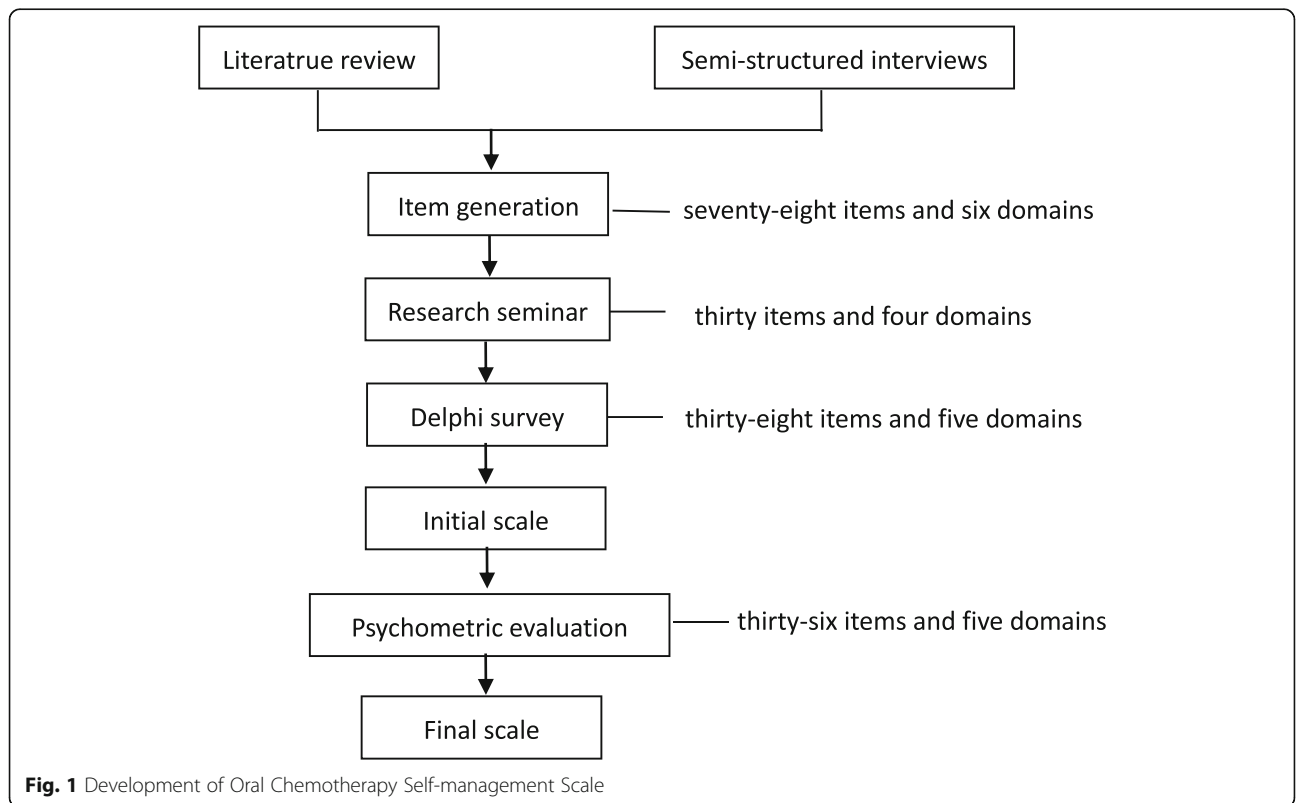 Literatrue review
Semi-structured interviews
Item generation
seventy-eight items and six domains
Research seminar
thirty items and four domains
Delphi survey
thirty-eight items and five domains
Initial scale
Psychometric evaluation
thirty-six items and five domains
Final scale
Fig. 1 Development of Oral Chemotherapy Self-management Scale